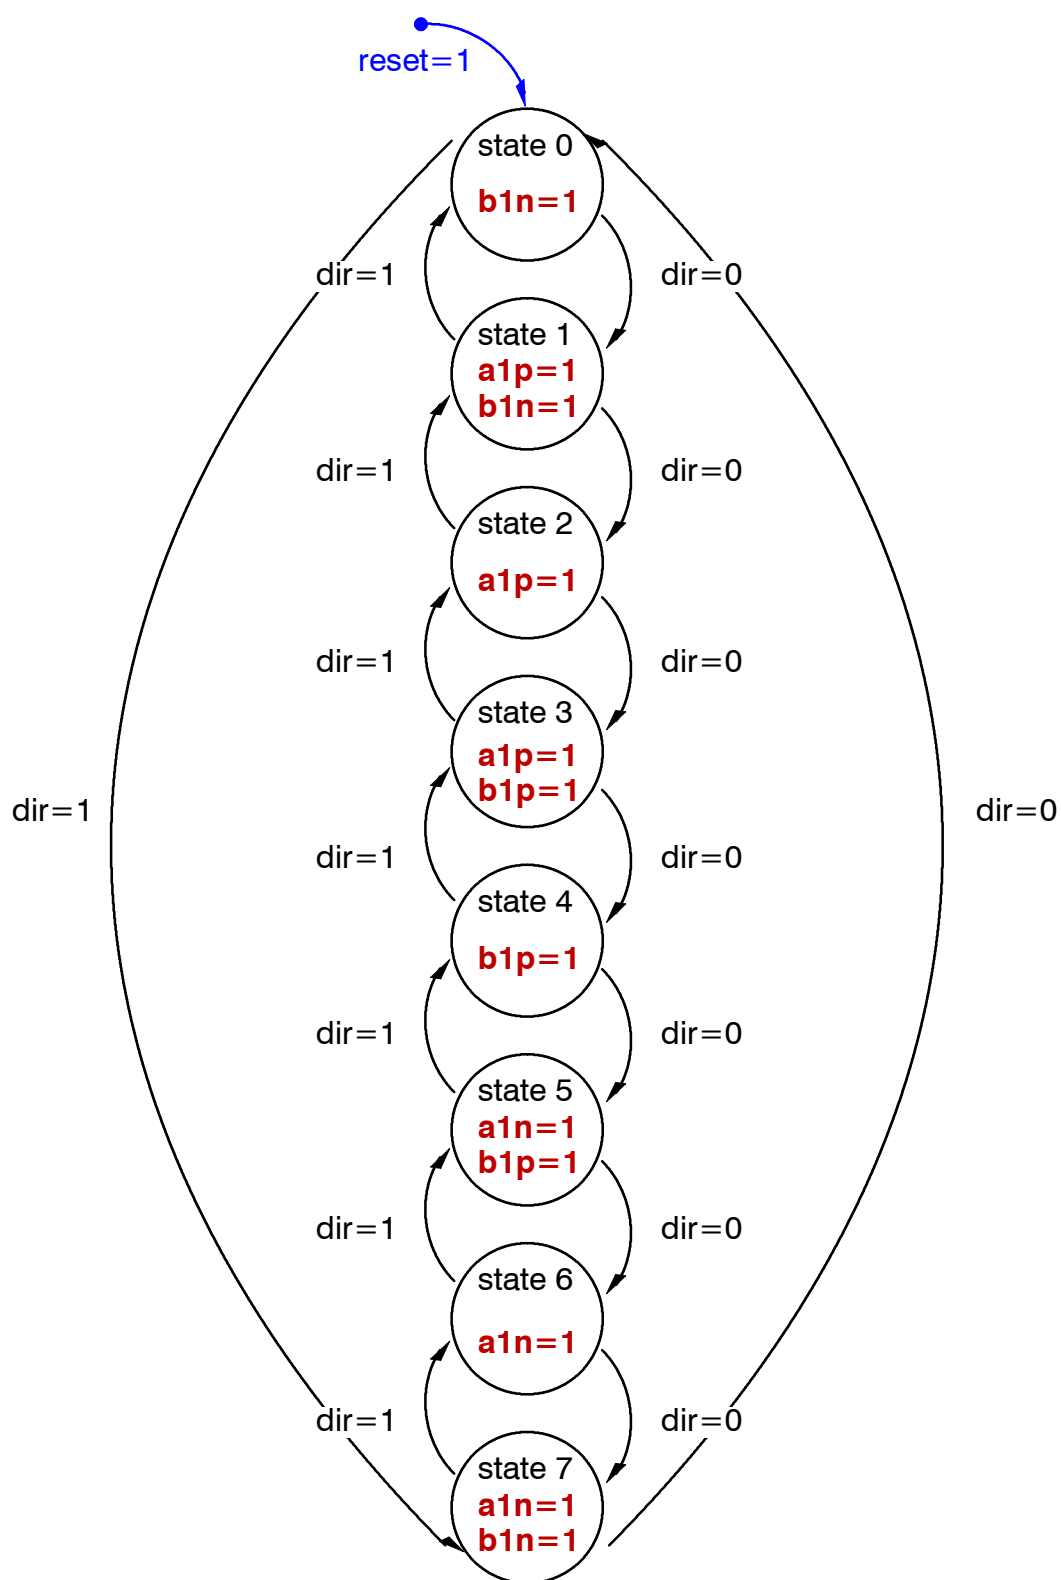 reset=1
state 0
b1n=1
dir=1
dir=0
state 1
a1p=1
b1n=1
dir=1
dir=0
state 2
a1p=1
dir=1
dir=0
state 3
a1p=1
b1p=1
dir=1
dir=0
dir=1
dir=0
state 4
b1p=1
dir=1
dir=0
state 5
a1n=1
b1p=1
dir=1
dir=0
state 6
a1n=1
dir=1
dir=0
state 7
a1n=1
b1n=1